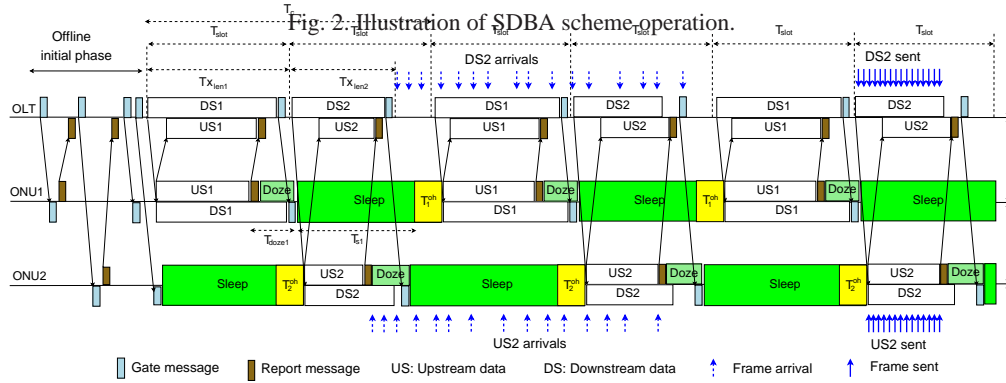 Fig. 2. Illustration of SDBA scheme operation.
T_c
Offline
initial phase
T_slot T_slot T_slot T_slot T_slot T_slot
DS2 arrivals DS2 sent
Tx_len1 Tx_len2
OLT DS1 DS2 DS1 DS2 DS1 DS2
US1 US2 US1 US2 US1 US2
ONU1 US1 Doze Sleep T_1^oh US1 Doze Sleep T_1^oh US1 Doze Sleep
DS1 DS1 DS1
T_doze1 T_s1
ONU2 Sleep T_2^oh US2 Doze Sleep T_2^oh US2 Doze Sleep T_2^oh US2 Doze
DS2 DS2 DS2
US2 arrivals US2 sent
Gate message Report message US: Upstream data DS: Downstream data Frame arrival Frame sent